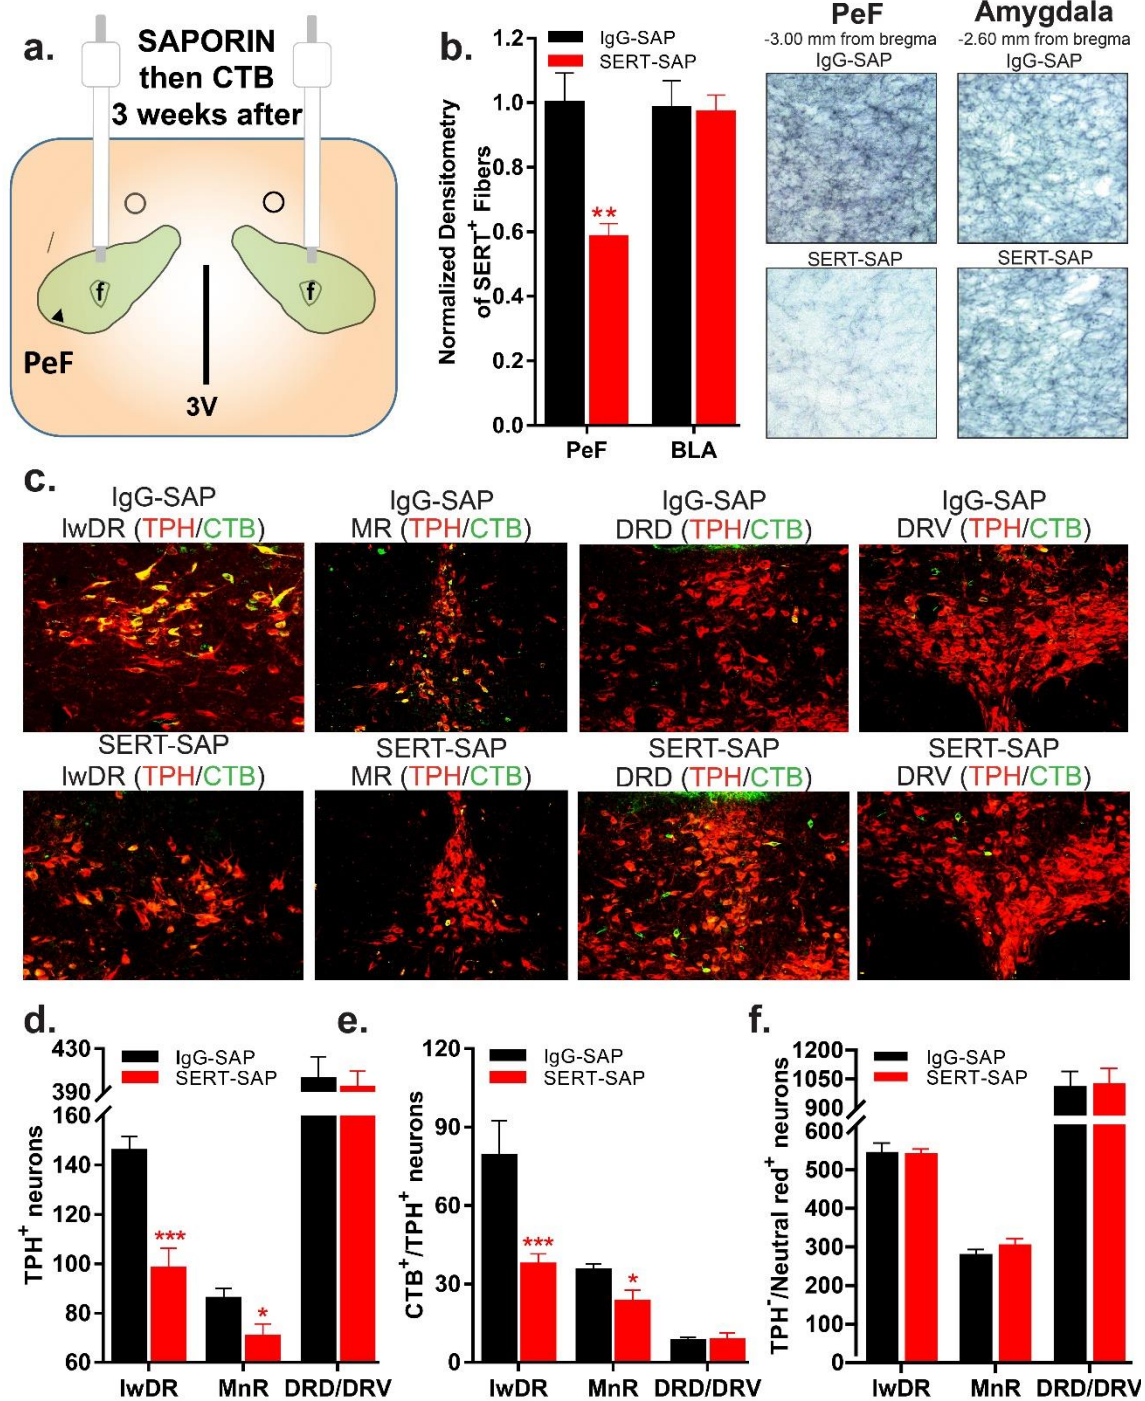 a.
SAPORIN
then CTB
3 weeks after
f
f
PeF
3V
b.
Normalized Densitometry
of SERT+ Fibers
1.2
1.0
0.8
0.6
0.4
0.2
0.0
IgG-SAP
SERT-SAP
**
PeF
BLA
PeF
-3.00 mm from bregma
IgG-SAP
SERT-SAP
Amygdala
-2.60 mm from bregma
IgG-SAP
SERT-SAP
c.
IgG-SAP
lwDR (TPH/CTB)
IgG-SAP
MR (TPH/CTB)
IgG-SAP
DRD (TPH/CTB)
IgG-SAP
DRV (TPH/CTB)
SERT-SAP
lwDR (TPH/CTB)
SERT-SAP
MR (TPH/CTB)
SERT-SAP
DRD (TPH/CTB)
SERT-SAP
DRV (TPH/CTB)
d.
TPH+ neurons
430
390
160
140
120
100
80
60
IgG-SAP
SERT-SAP
***
*
lwDR
MnR
DRD/DRV
e.
CTB+/TPH+ neurons
120
90
60
30
0
IgG-SAP
SERT-SAP
***
*
lwDR
MnR
DRD/DRV
f.
TPH-/Neutral red+ neurons
1200
1050
900
600
500
400
300
200
100
0
IgG-SAP
SERT-SAP
lwDR
MnR
DRD/DRV